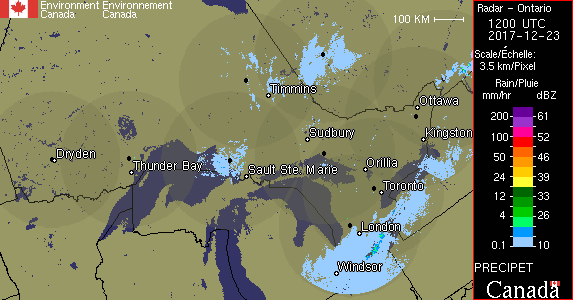 Environment Environnement
Canada Canada
100 KM
Radar – Ontario
1200 UTC
2017-12-23
Scale/Échelle:
3.5 km/Pixel
Rain/Pluie
mm/hr dBZ
200 61
100 52
50 46
24 39
12 33
4 26
0.1 10
PRECIPET
Canada
Timmins
Ottawa
Sudbury
Kingston
Dryden
Thunder Bay
Sault Ste. Marie
Orillia
Toronto
London
Windsor